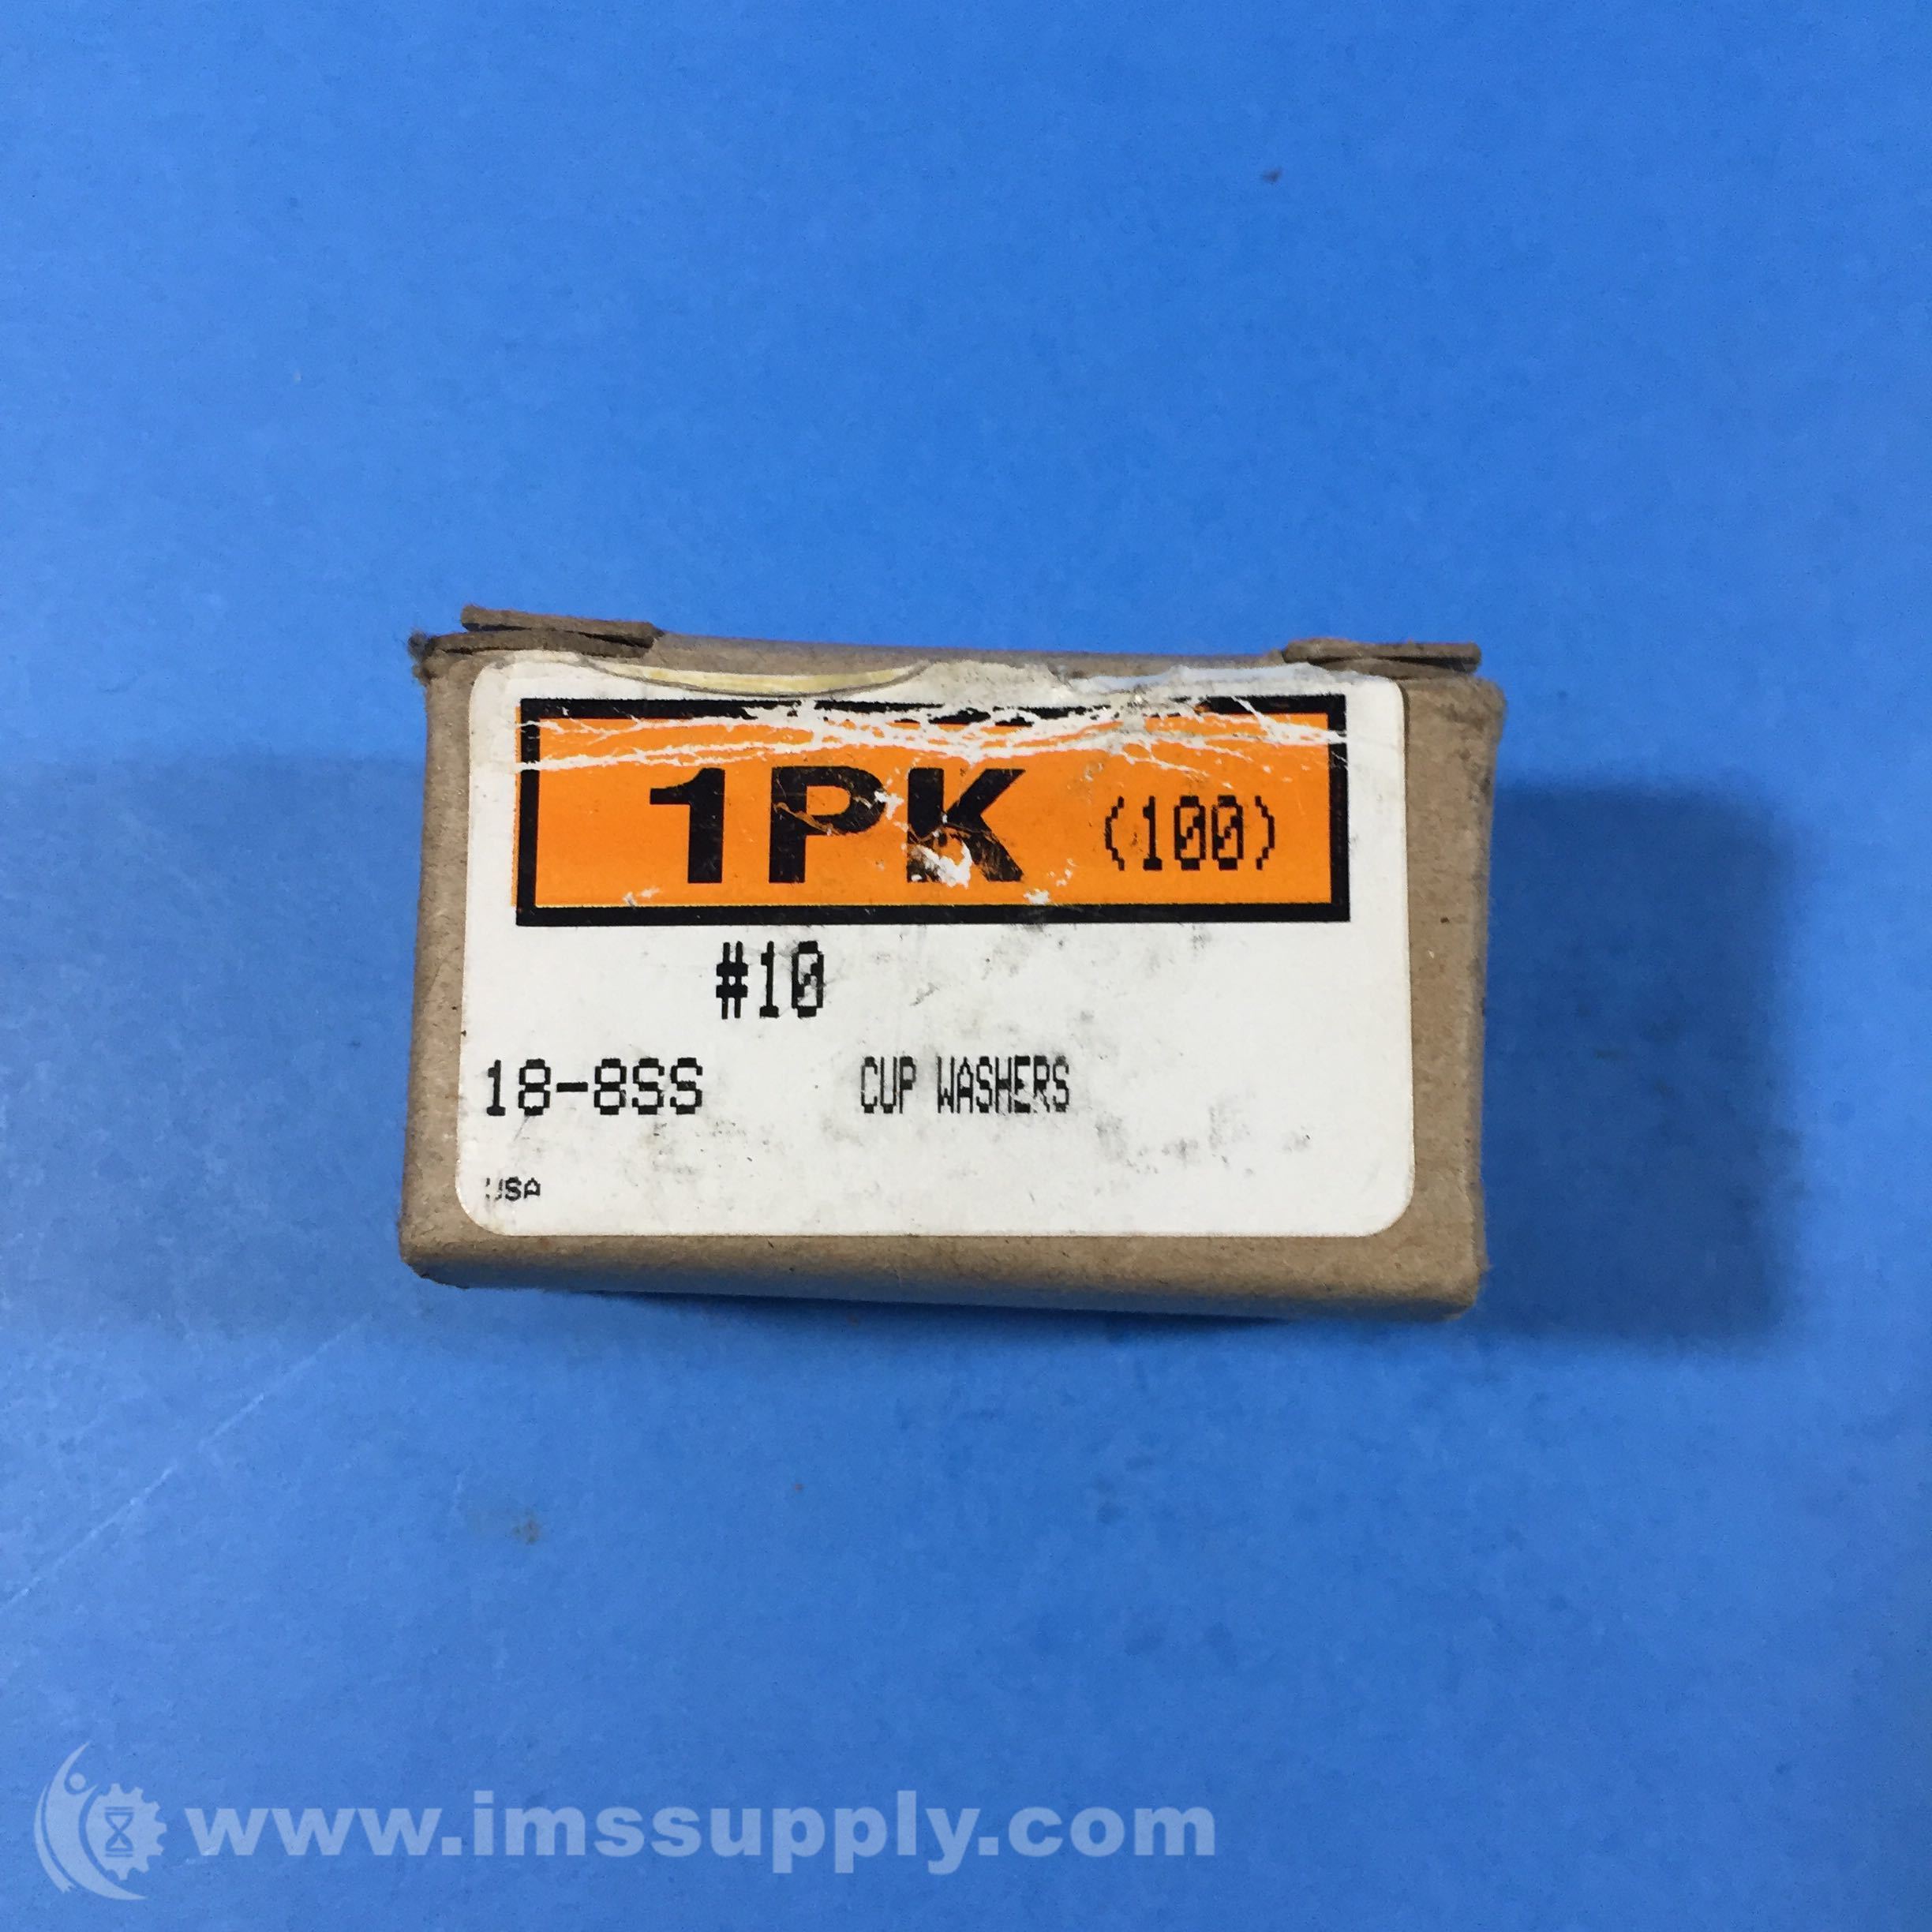 1PK (100)
#10
18-8SS CUP WASHERS
USA
www.imssupply.com